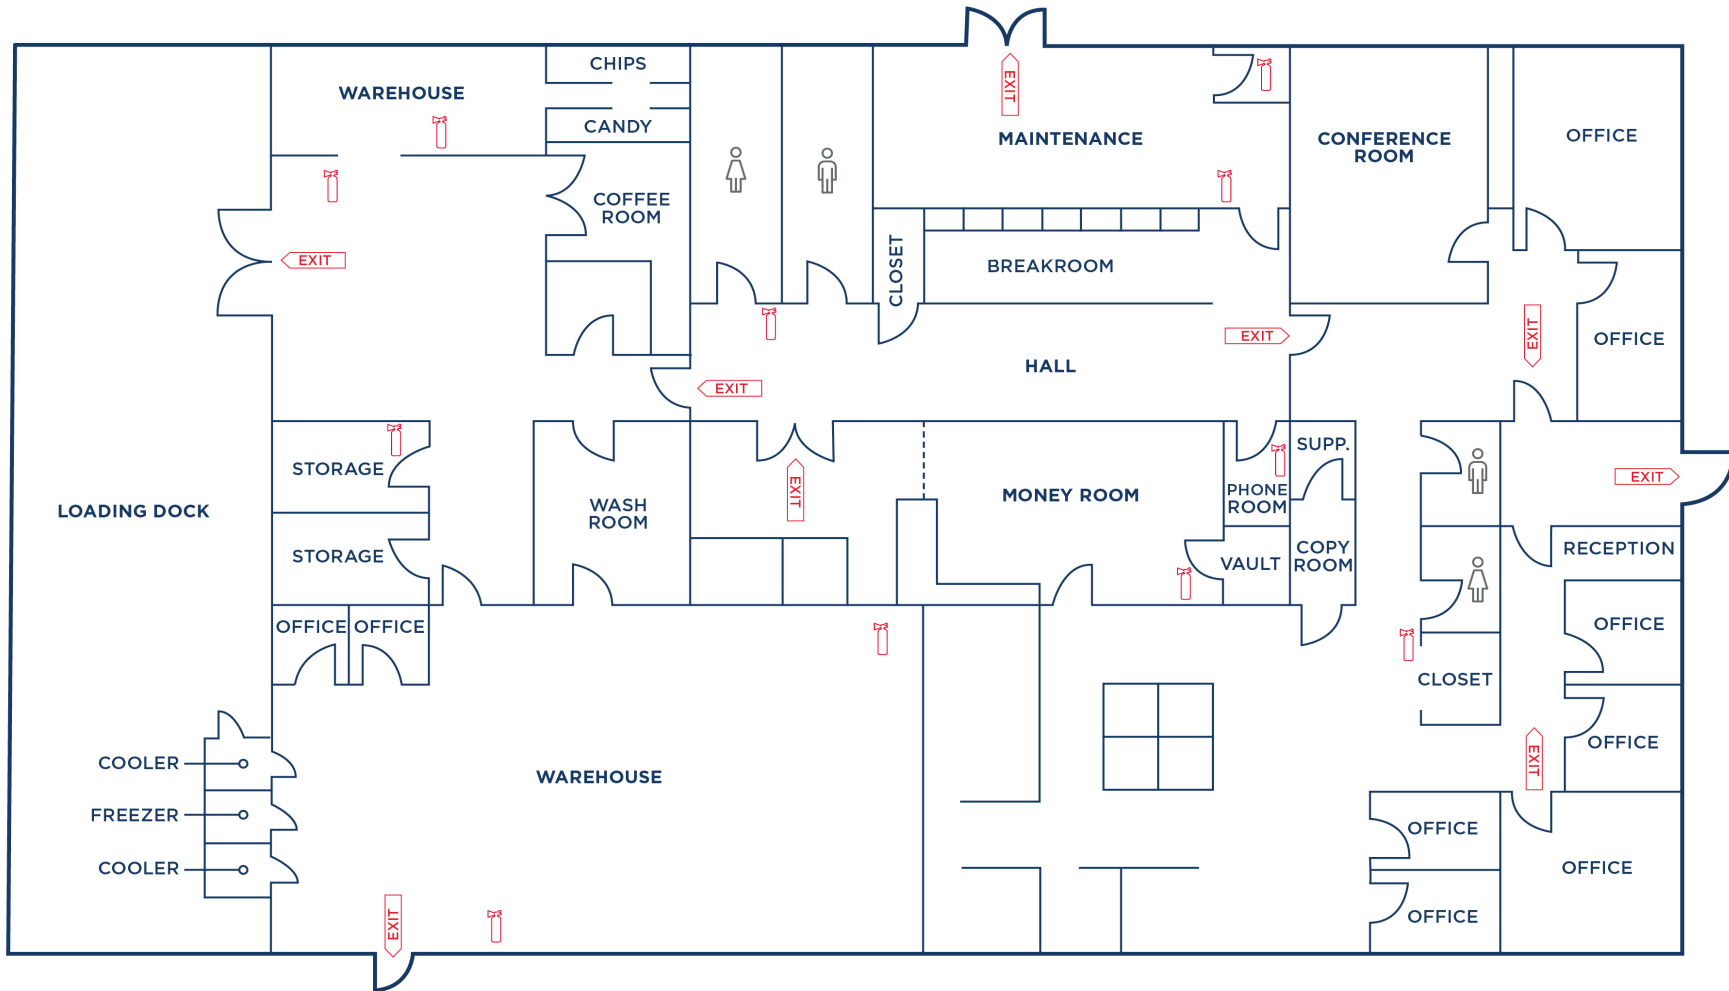 CHIPS
WAREHOUSE
CANDY
EXIT
MAINTENANCE
CONFERENCE
ROOM
OFFICE
COFFEE
ROOM
EXIT
CLOSET
BREAKROOM
EXIT
EXIT
OFFICE
HALL
EXIT
STORAGE
LOADING DOCK
WASH
ROOM
EXIT
MONEY ROOM
SUPP.
PHONE
ROOM
EXIT
STORAGE
VAULT
COPY
ROOM
RECEPTION
OFFICE
OFFICE
OFFICE
CLOSET
OFFICE
EXIT
COOLER
WAREHOUSE
FREEZER
OFFICE
COOLER
OFFICE
EXIT
OFFICE